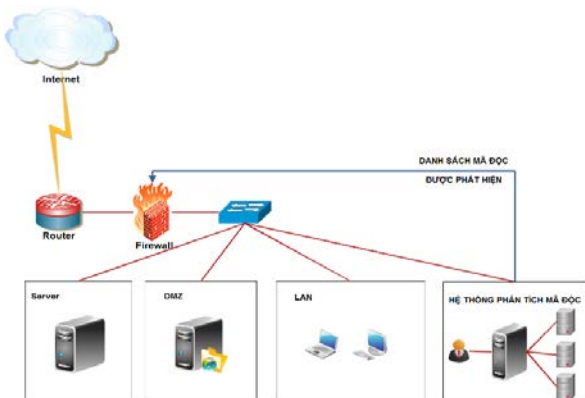 Internet
DANH SÁCH MÃ ĐỘC
ĐƯỢC PHÁT HIỆN
Router
Firewall
Server
DMZ
LAN
HỆ THỐNG PHÂN TÍCH MÃ ĐỘC